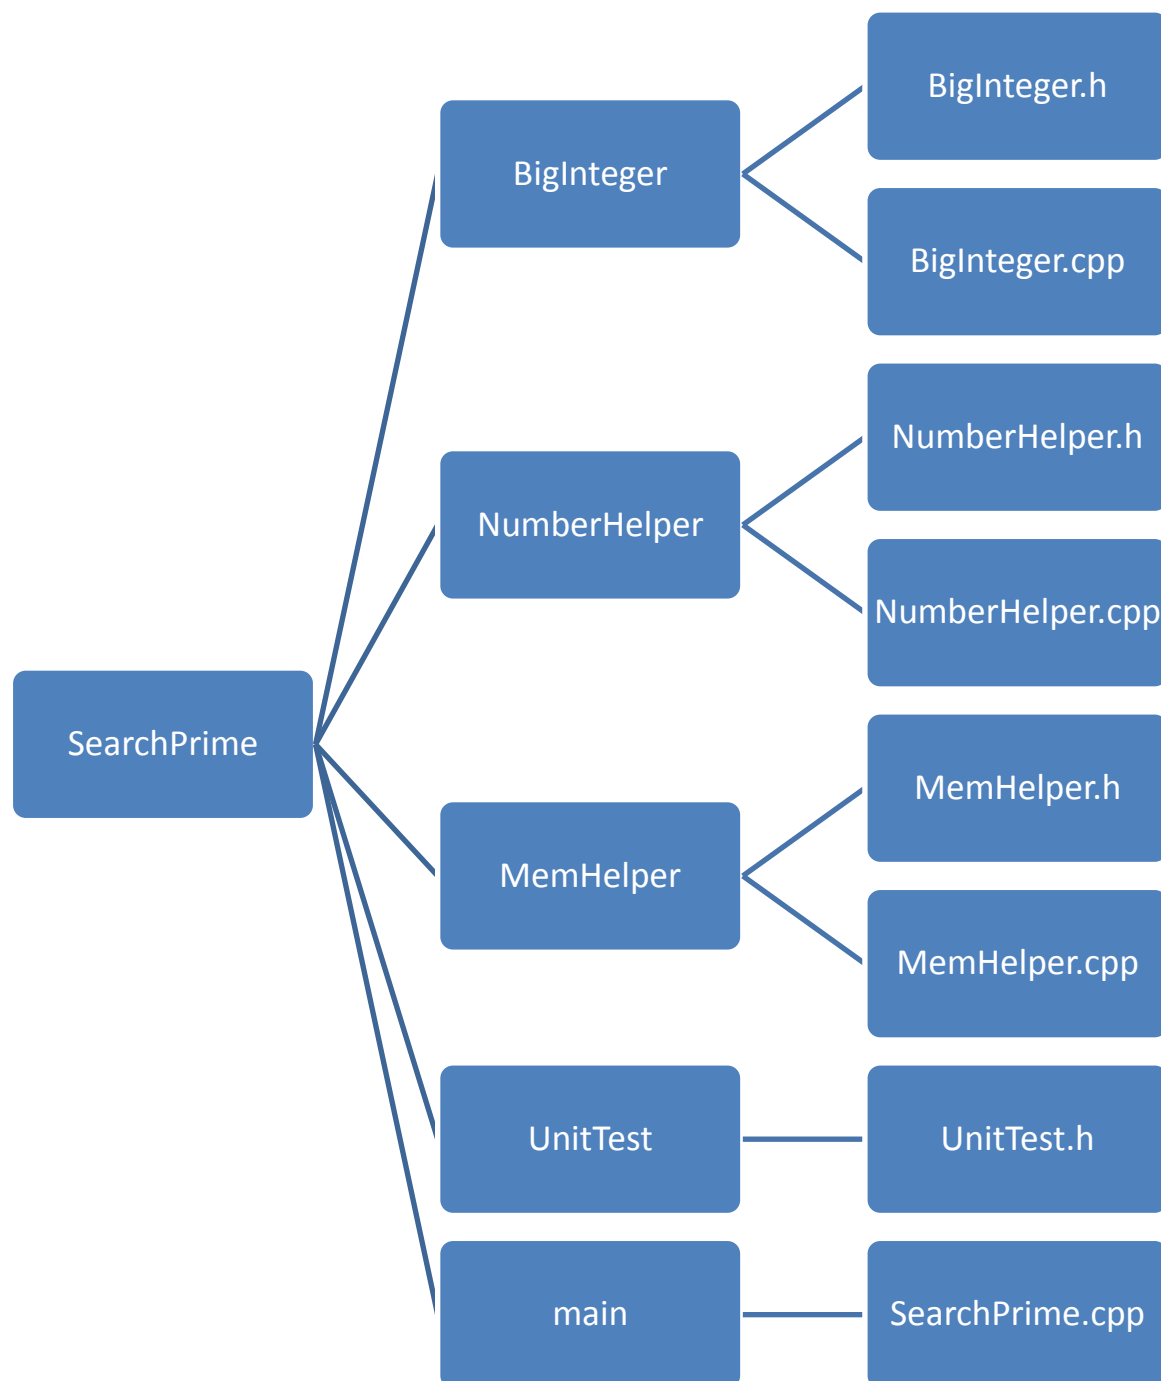 SearchPrime
BigInteger
BigInteger.h
BigInteger.cpp
NumberHelper
NumberHelper.h
NumberHelper.cpp
MemHelper
MemHelper.h
MemHelper.cpp
UnitTest
UnitTest.h
main
SearchPrime.cpp